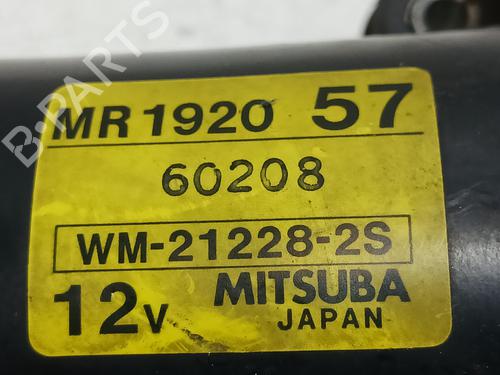 B-PARTS
MR1920 57
60208
WM-21228-2S
12V MITSUBA
JAPAN